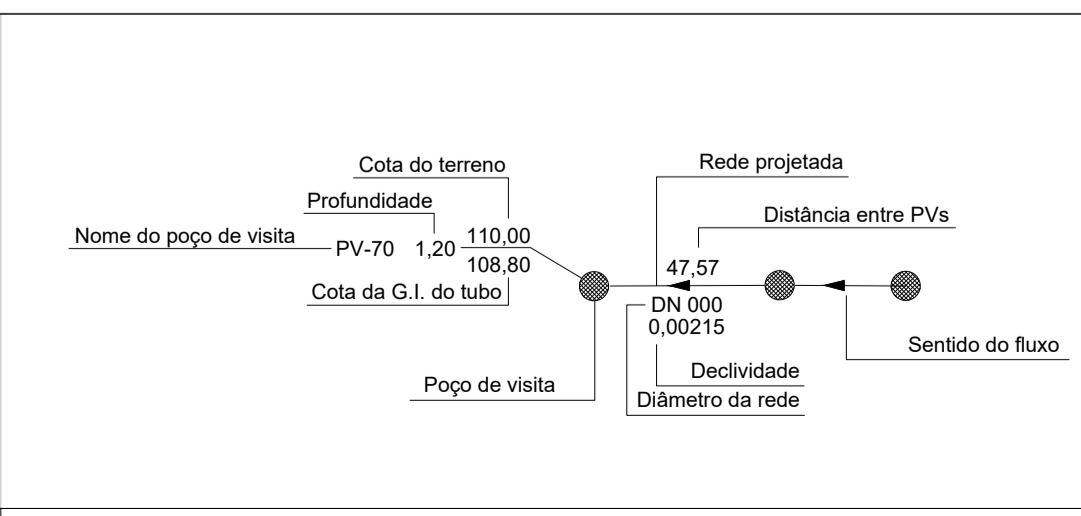 Cota do terreno
Rede projetada
Profundidade
Distância entre PVs
Nome do poço de visita
PV-70 1,20 110,00
108,80
47,57
Cota da G.I. do tubo
DN 000
0,00215
Sentido do fluxo
Declividade
Poço de visita
Diâmetro da rede